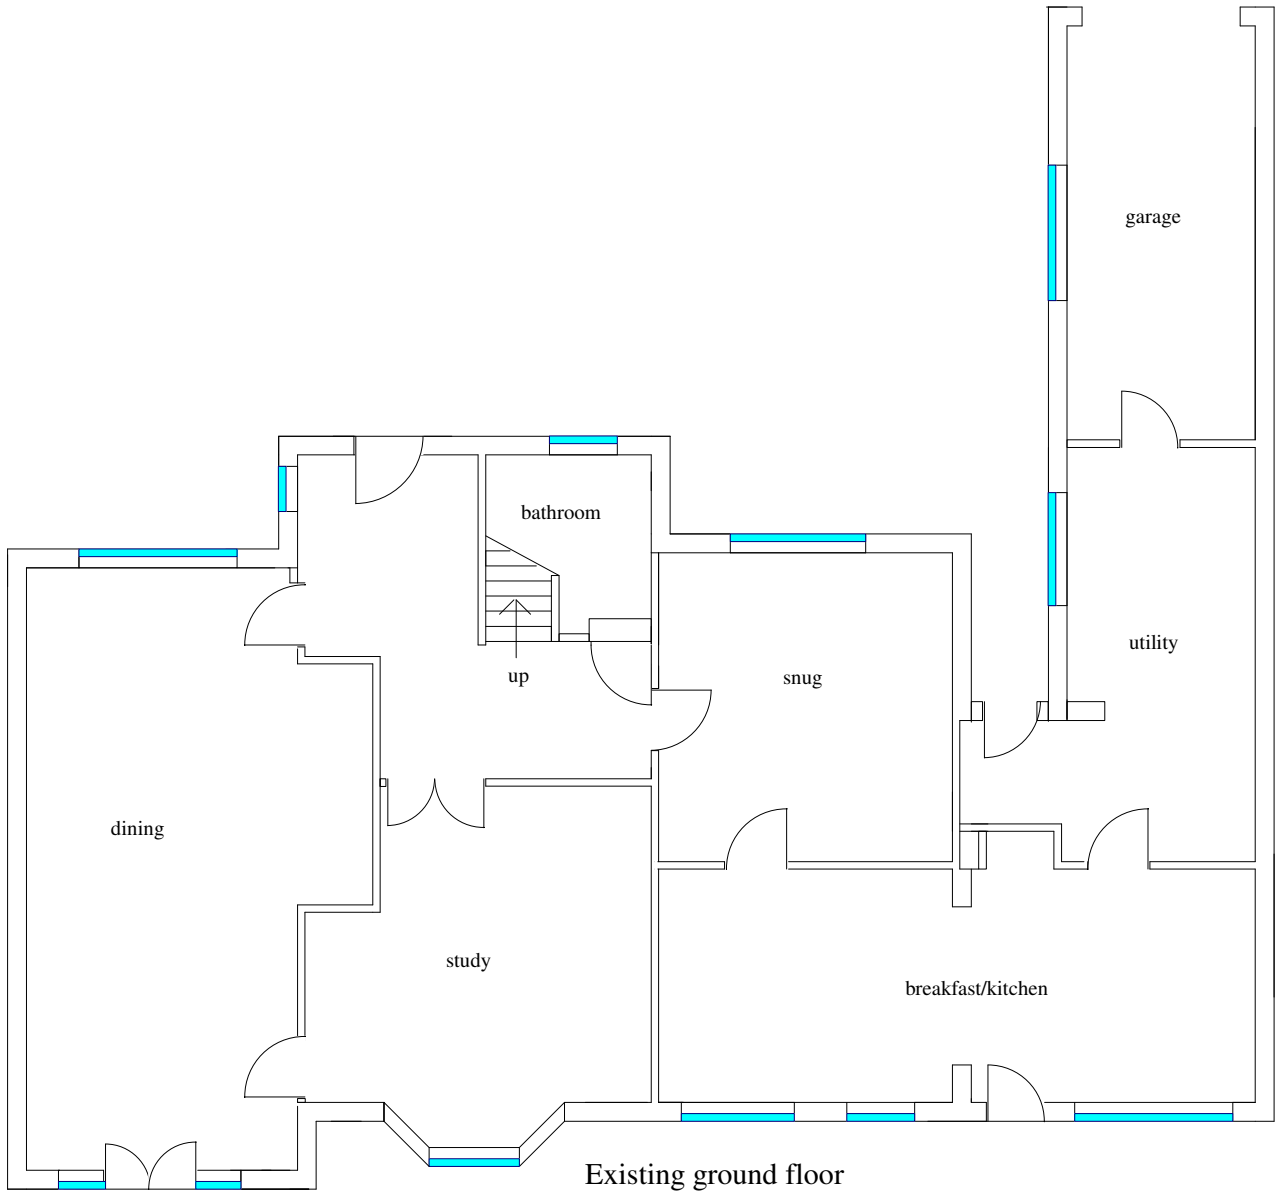 garage
bathroom
utility
up
snug
dining
study
breakfast/kitchen
Existing ground floor